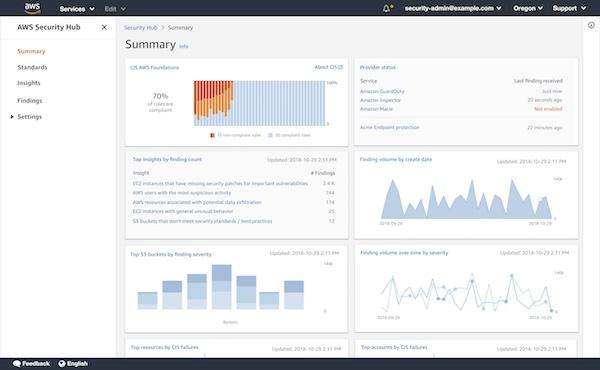 aws
Services
Edit
security-admin@example.com
Oregon
Support
AWS Security Hub
Summary
Standards
Insights
Findings
Settings
Security Hub
Summary
Summary
Info
CIS AWS Foundations
About CIS
70%
of rules are
compliant
100%
0
13 non-compliant rules
30 compliant rules
Provider status
Service
Last finding received
Amazon GuardDuty
Just now
Amazon Inspector
20 seconds ago
Amazon Macie
Not enabled
Acme Endpoint protection
22 minutes ago
Top insights by finding count
Updated: 2018-10-29 2:11 PM
Insight
# Findings
EC2 instances that have missing security patches for important vulnerabilities
2.4 K
AWS users with the most suspicious activity
744
AWS resources associated with potential data exfiltration
174
EC2 instances with general unusual behavior
25
S3 buckets that don't meet security standards / best practices
12
Finding volume by create date
Updated: 2018-10-29 2:11 PM
140k
0
2018-09-29
2018-10-29
Top S3 buckets by finding severity
Updated: 2018-10-29 2:11 PM
140k
0
Buckets
Finding volume over time by severity
Updated: 2018-10-29 2:11 PM
140k
0
2018-09-29
2018-10-29
Top resources by CIS failures
Updated: 2018-10-29 2:11 PM
Top accounts by CIS failures
Updated: 2018-10-29 2:11 PM
Feedback
English